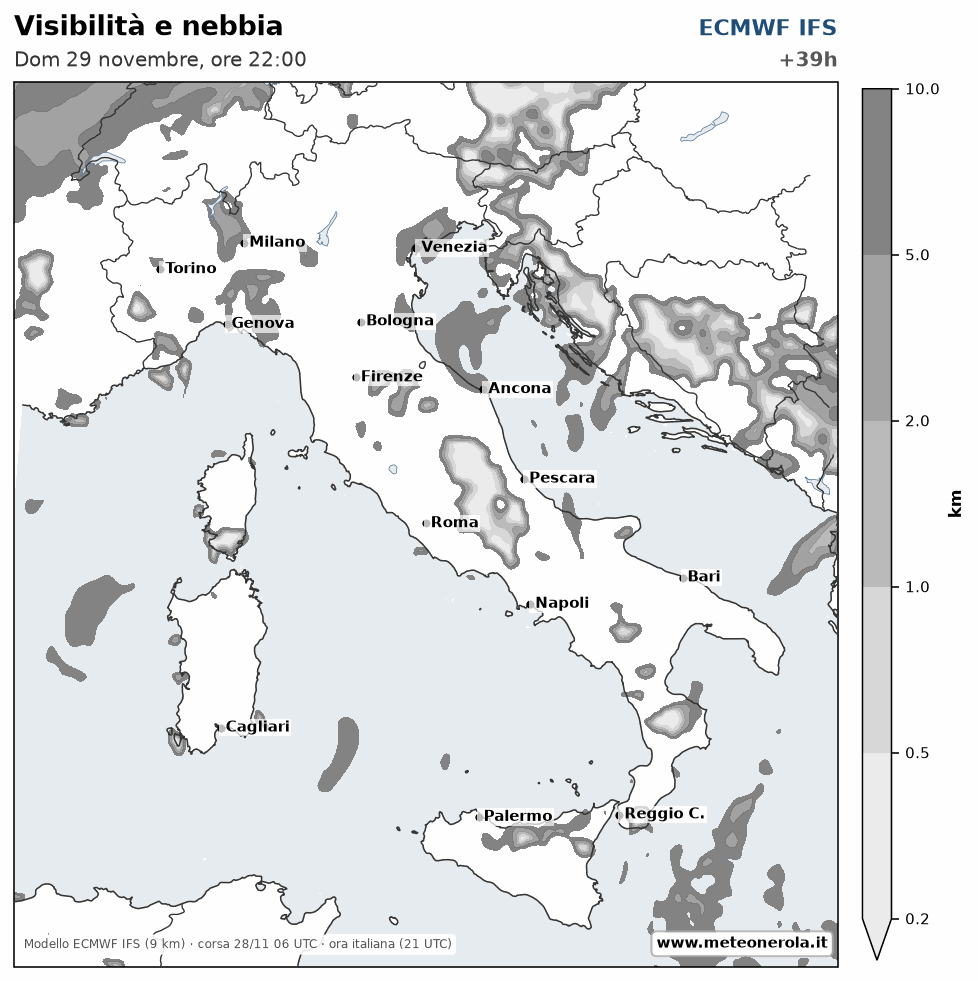 Visibilità e nebbia
ECMWF IFS
Dom 29 novembre, ore 22:00
+39h
10.0
5.0
2.0
1.0
0.5
0.2
km
Milano
Venezia
Torino
Genova
Bologna
Firenze
Ancona
Pescara
Roma
Bari
Napoli
Cagliari
Palermo
Reggio C.
Modello ECMWF IFS (9 km) · corsa 28/11 06 UTC · ora italiana (21 UTC)
www.meteonerola.it